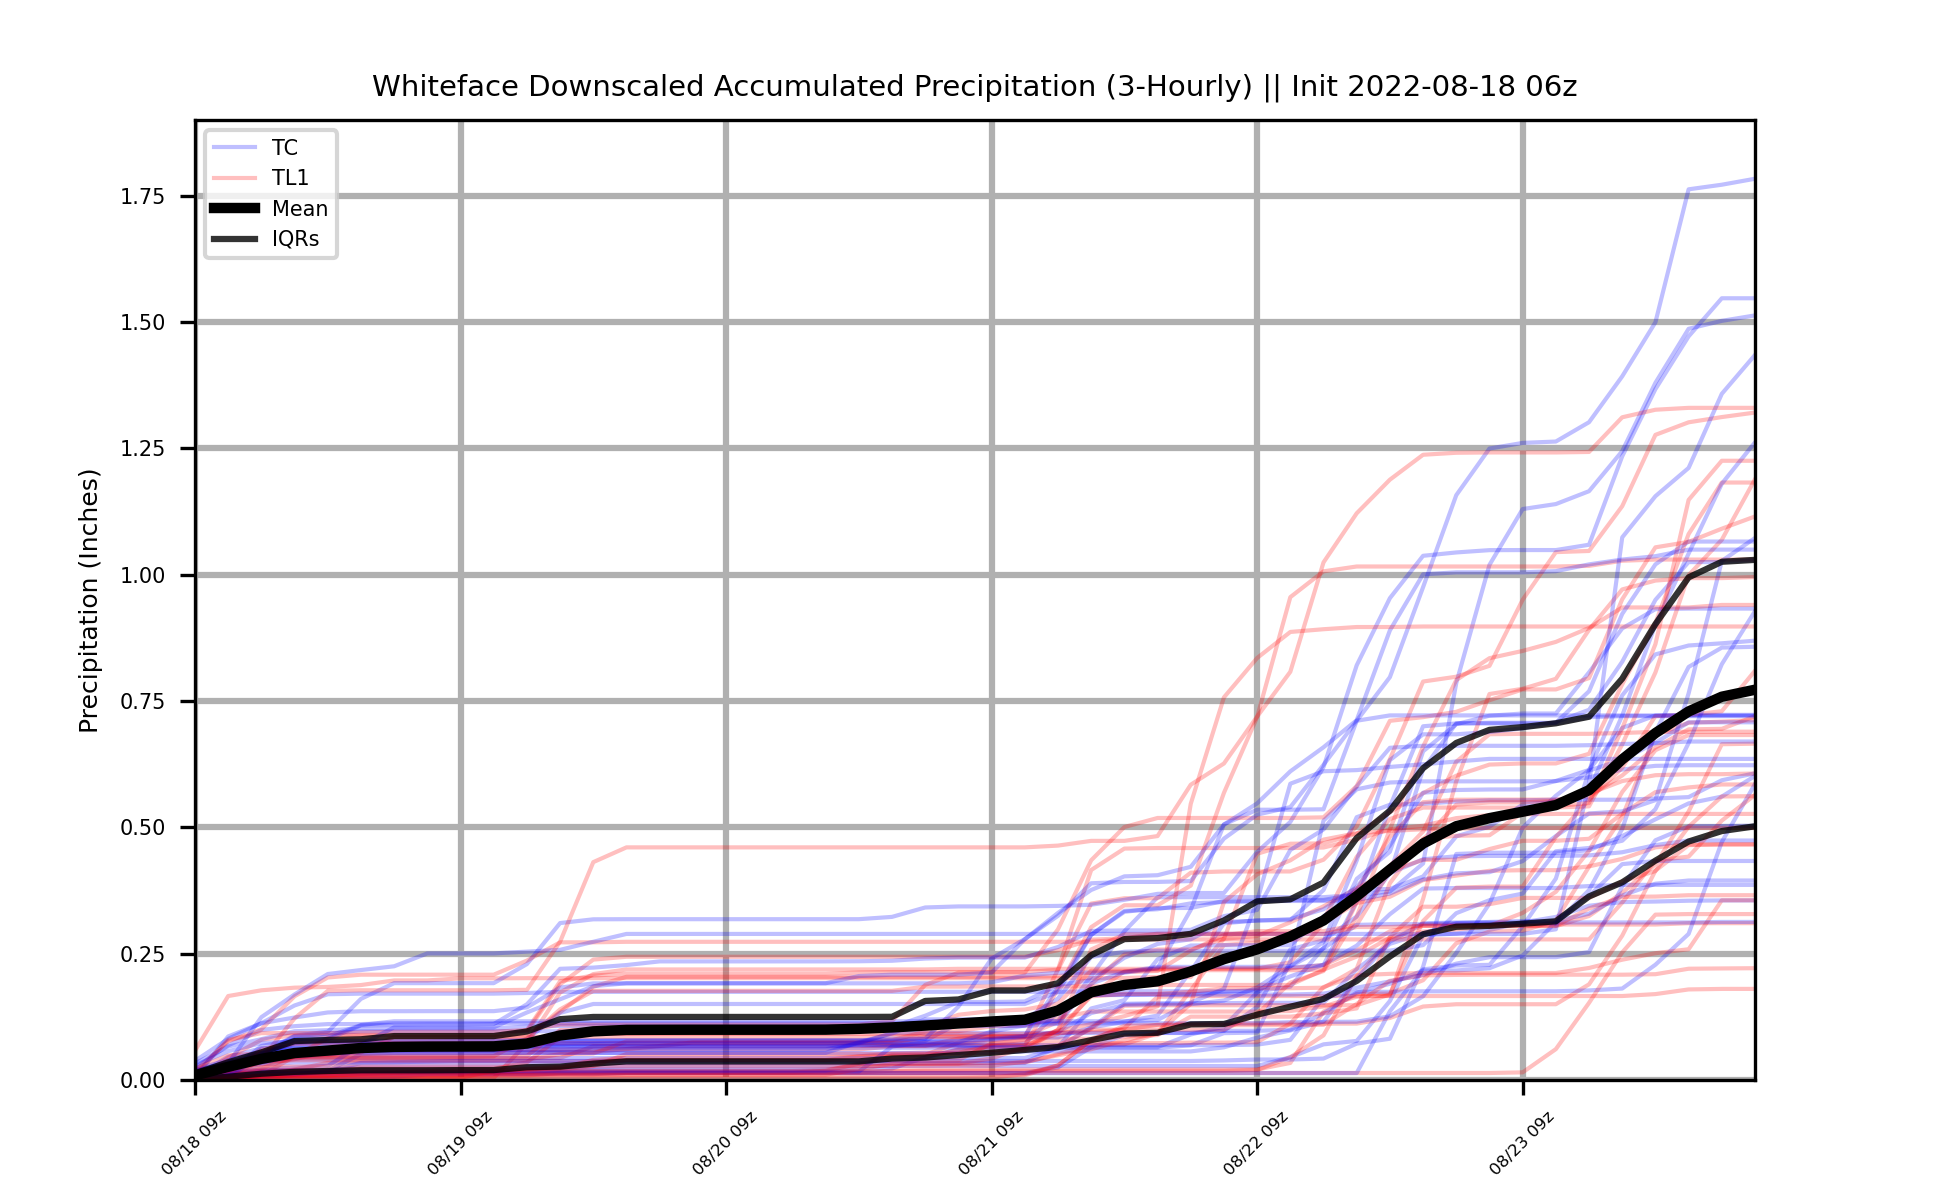 Whiteface Downscaled Accumulated Precipitation (3-Hourly) || Init 2022-08-18 06z
TC
TL1
Mean
IQRs
Precipitation (Inches)
1.75
1.50
1.25
1.00
0.75
0.50
0.25
0.00
08/18 09z
08/19 09z
08/20 09z
08/21 09z
08/22 09z
08/23 09z